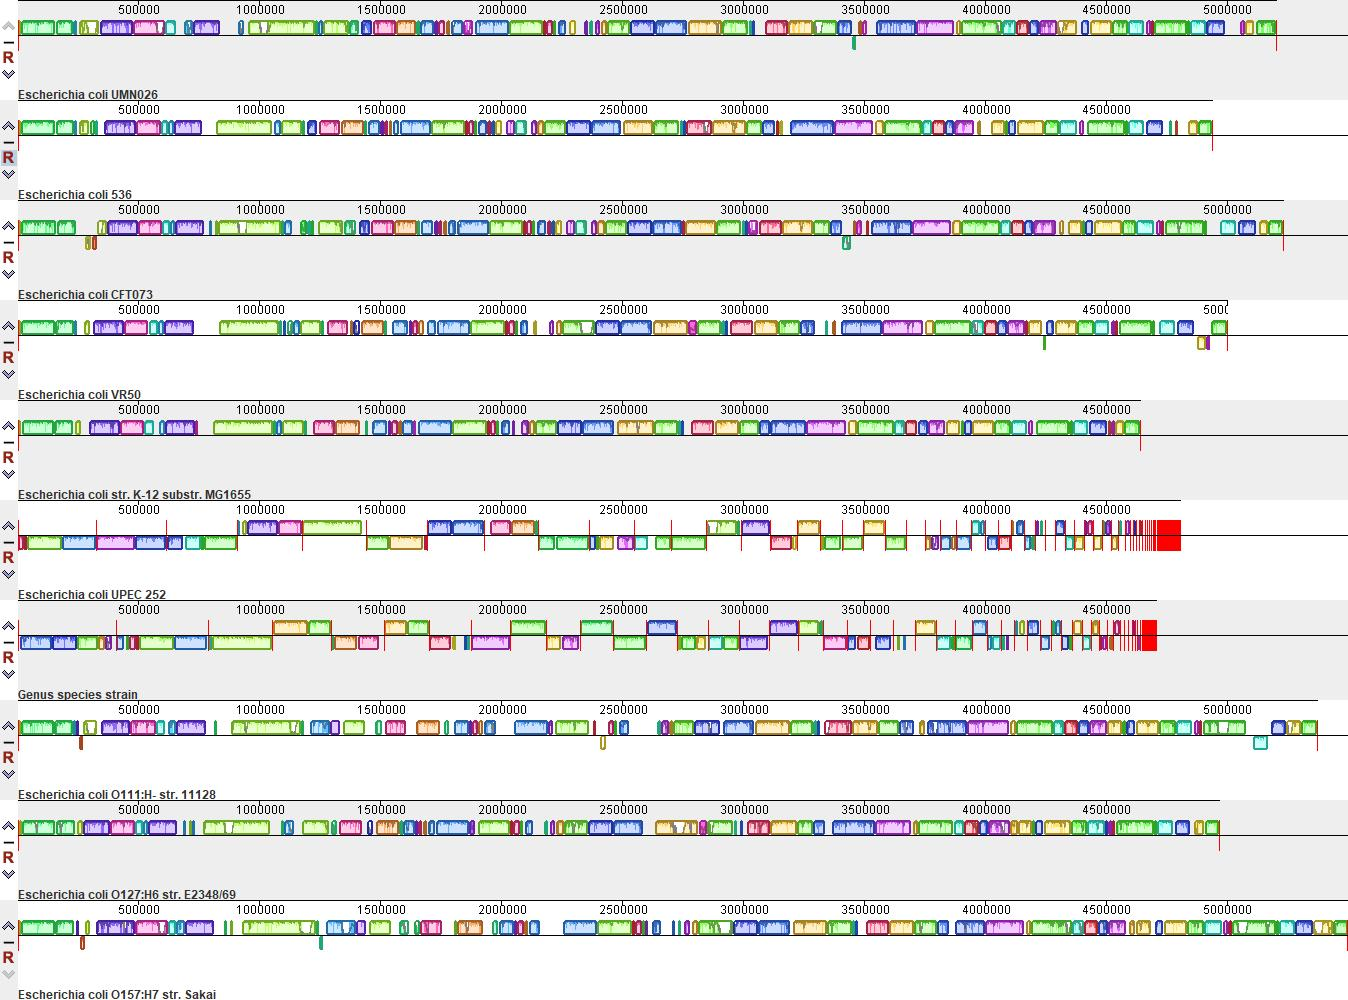 500000 1000000 1500000 2000000 2500000 3000000 3500000 4000000 4500000 5000000
R
Escherichia coli UMN026
500000 1000000 1500000 2000000 2500000 3000000 3500000 4000000 4500000
R
Escherichia coli 536
500000 1000000 1500000 2000000 2500000 3000000 3500000 4000000 4500000 5000000
R
Escherichia coli CFT073
500000 1000000 1500000 2000000 2500000 3000000 3500000 4000000 4500000 5000
R
Escherichia coli VR50
500000 1000000 1500000 2000000 2500000 3000000 3500000 4000000 4500000
R
Escherichia coli str. K-12 substr. MG1655
500000 1000000 1500000 2000000 2500000 3000000 3500000 4000000 4500000
R
Escherichia coli UPEC 252
500000 1000000 1500000 2000000 2500000 3000000 3500000 4000000 4500000
R
Genus species strain
500000 1000000 1500000 2000000 2500000 3000000 3500000 4000000 4500000 5000000
R
Escherichia coli O111:H- str. 11128
500000 1000000 1500000 2000000 2500000 3000000 3500000 4000000 4500000
R
Escherichia coli O127:H6 str. E2348/69
500000 1000000 1500000 2000000 2500000 3000000 3500000 4000000 4500000 5000000
R
Escherichia coli O157:H7 str. Sakai